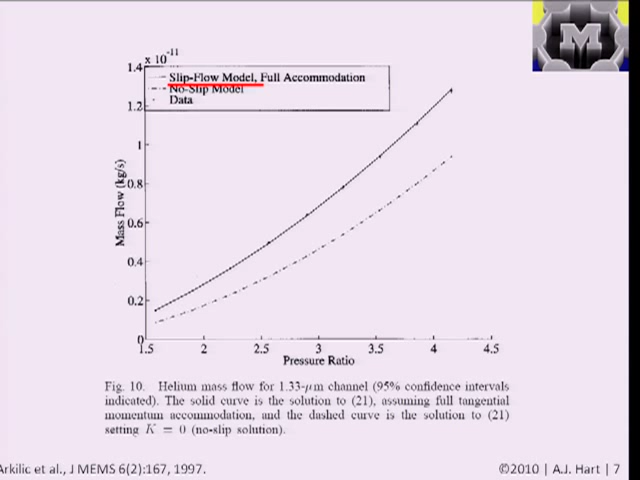 M
x 10-11
1.4
1.2
1
0.8
0.6
0.4
0.2
0
Mass Flow (kg/s)
Slip-Flow Model, Full Accommodation
No-Slip Model
Data
1.5 2 2.5 3 3.5 4 4.5
Pressure Ratio
Fig. 10. Helium mass flow for 1.33-μm channel (95% confidence intervals
indicated). The solid curve is the solution to (21), assuming full tangential
momentum accommodation, and the dashed curve is the solution to (21)
setting K = 0 (no-slip solution).
Arkilic et al., J MEMS 6(2):167, 1997.
©2010 | A.J. Hart | 7